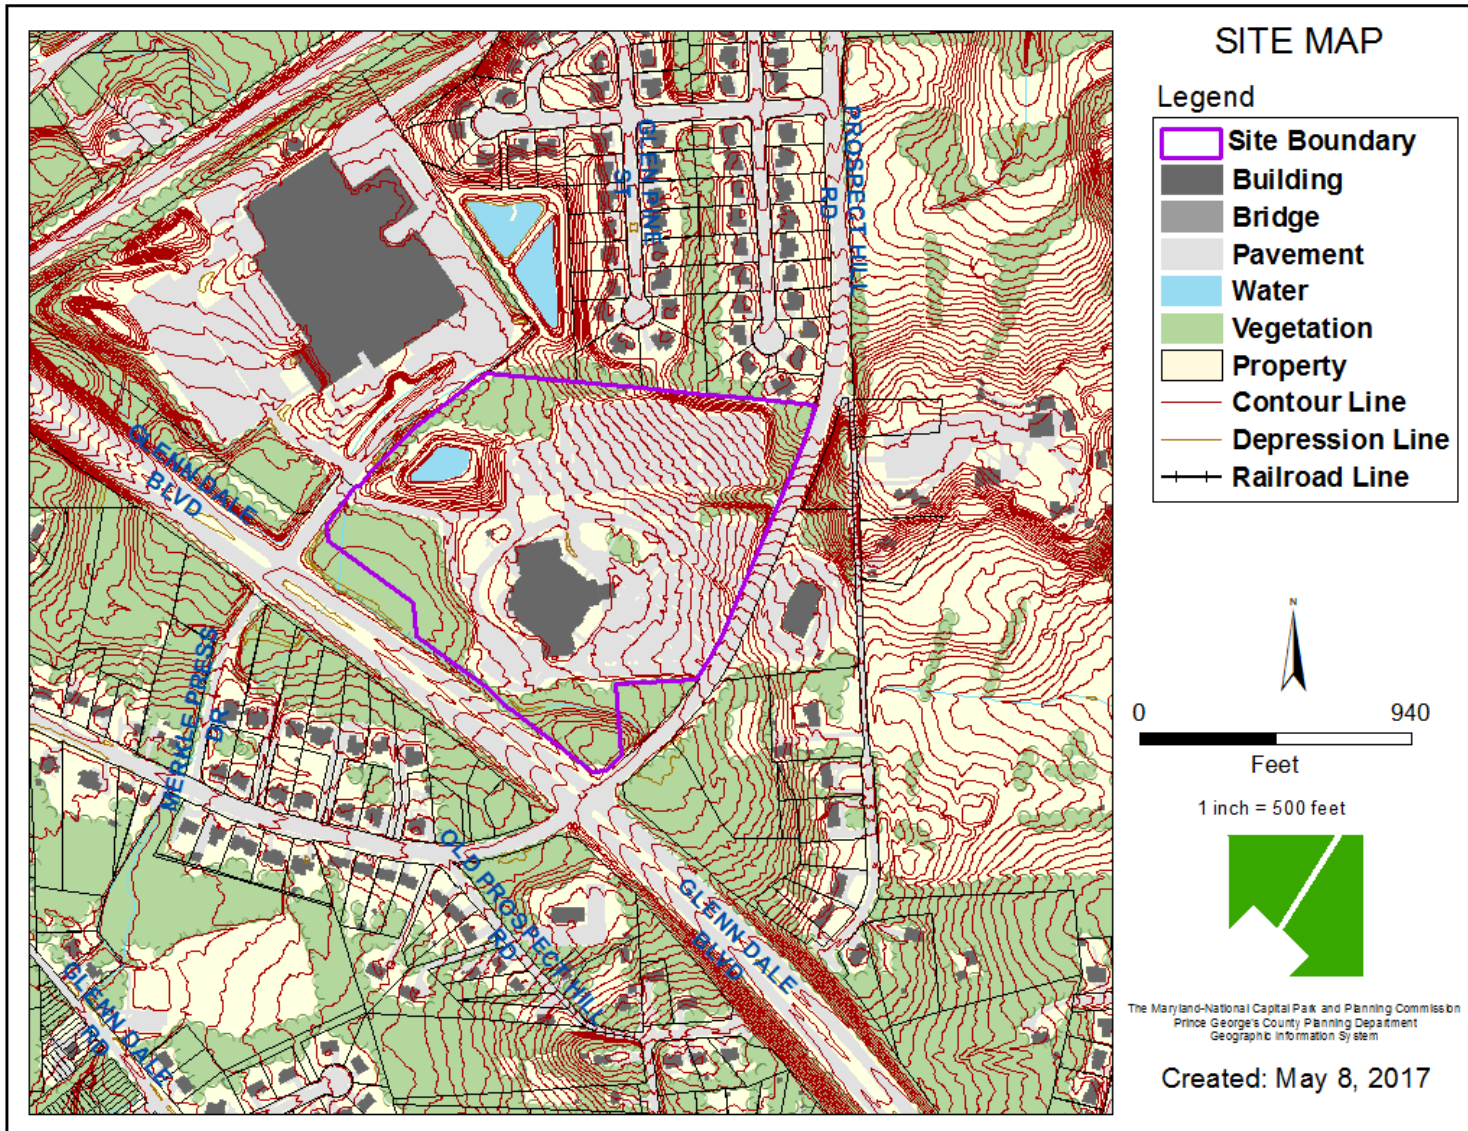 SITE MAP
Legend
Site Boundary
Building
Bridge
Pavement
Water
Vegetation
Property
Contour Line
Depression Line
Railroad Line
GLEN PINE
ST
PROSPECT HILL
RD
GLENN DALE
BLVD
MERKLE PRESS
DR
OLD PROSPECT HILL
RD
GLENN DALE
BLVD
GLENN DALE
RD
N
0 940
Feet
1 inch = 500 feet
The Maryland-National Capital Park and Planning Commission
Prince George's County Planning Department
Geographic Information System
Created: May 8, 2017